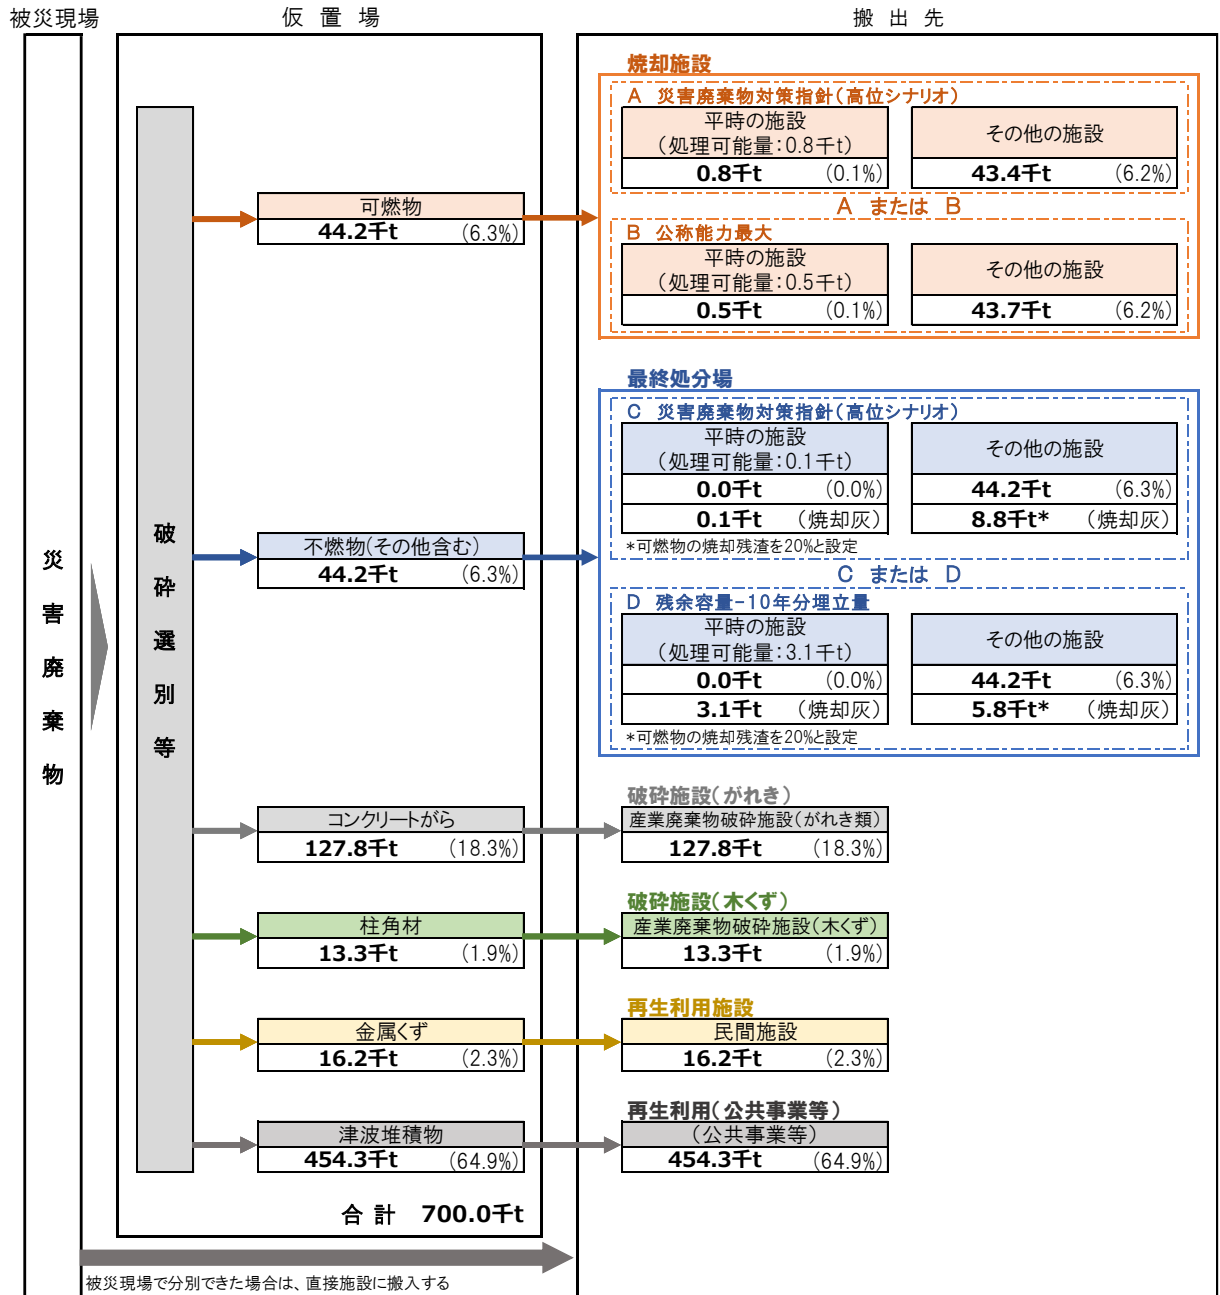 被災現場
仮 置 場
搬 出 先
災害廃棄物
破砕選別等
可燃物
44.2千t (6.3%)
不燃物(その他含む)
44.2千t (6.3%)
コンクリートがら
127.8千t (18.3%)
柱角材
13.3千t (1.9%)
金属くず
16.2千t (2.3%)
津波堆積物
454.3千t (64.9%)
合 計 700.0千t
焼却施設
A 災害廃棄物対策指針(高位シナリオ)
平時の施設
(処理可能量:0.8千t)
0.8千t (0.1%)
その他の施設
43.4千t (6.2%)
A または B
B 公称能力最大
平時の施設
(処理可能量:0.5千t)
0.5千t (0.1%)
その他の施設
43.7千t (6.2%)
最終処分場
C 災害廃棄物対策指針(高位シナリオ)
平時の施設
(処理可能量:0.1千t)
0.0千t (0.0%)
0.1千t (焼却灰)
その他の施設
44.2千t (6.3%)
8.8千t* (焼却灰)
*可燃物の焼却残渣を20%と設定
C または D
D 残余容量-10年分埋立量
平時の施設
(処理可能量:3.1千t)
0.0千t (0.0%)
3.1千t (焼却灰)
その他の施設
44.2千t (6.3%)
5.8千t* (焼却灰)
*可燃物の焼却残渣を20%と設定
破砕施設(がれき)
産業廃棄物破砕施設(がれき類)
127.8千t (18.3%)
破砕施設(木くず)
産業廃棄物破砕施設(木くず)
13.3千t (1.9%)
再生利用施設
民間施設
16.2千t (2.3%)
再生利用(公共事業等)
(公共事業等)
454.3千t (64.9%)
被災現場で分別できた場合は、直接施設に搬入する